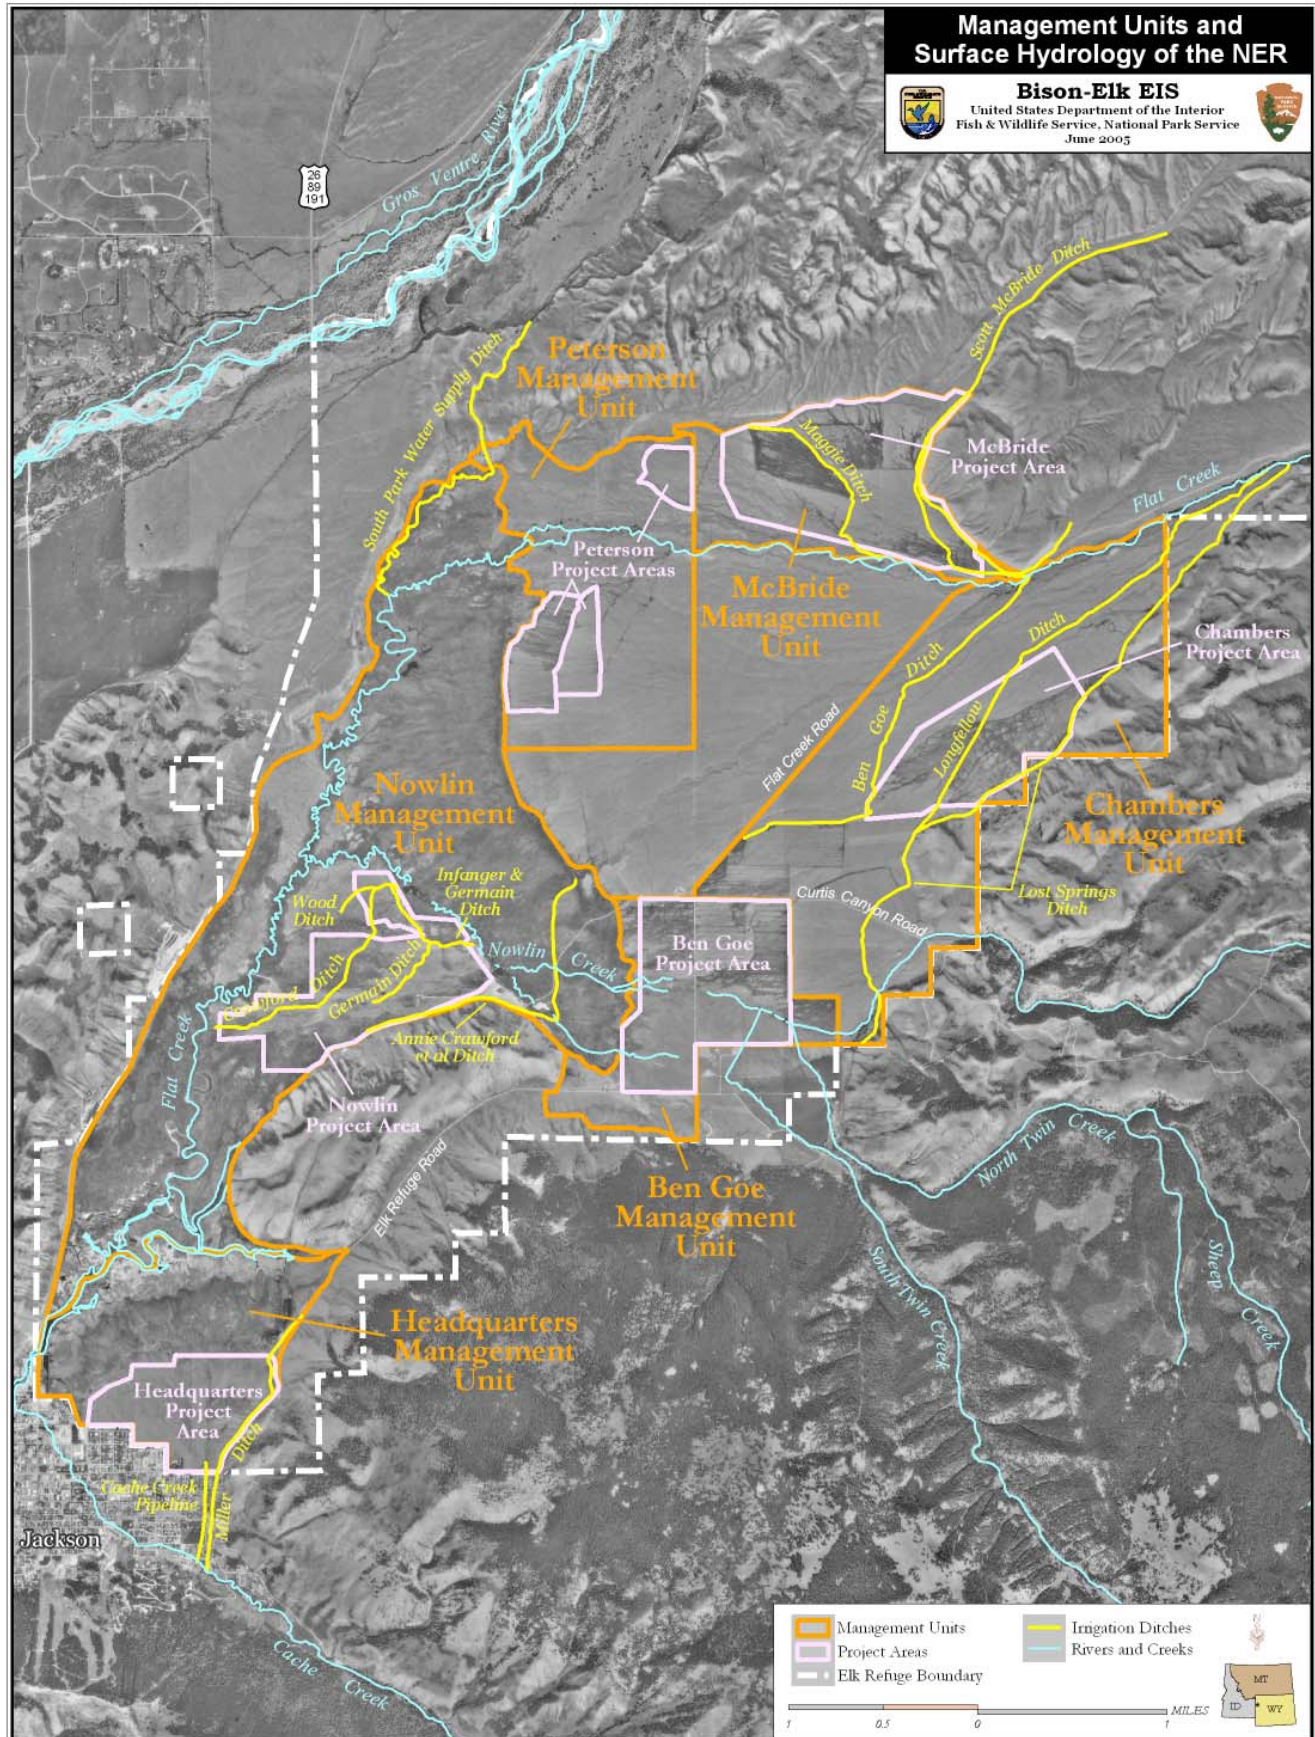 Management Units and
Surface Hydrology of the NER
Bison-Elk EIS
United States Department of the Interior
Fish & Wildlife Service, National Park Service
June 2005
26
89
191
Gros Ventre River
Scott McBride Ditch
South Park Water Supply Ditch
Peterson
Management
Unit
Maggie Ditch
McBride
Project Area
Flat Creek
Peterson
Project Areas
McBride
Management
Unit
Ben Goe Ditch
Longfellow Ditch
Chambers
Project Area
Flat Creek Road
Nowlin
Management
Unit
Chambers
Management
Unit
Infanger &
Germain
Ditch
Wood
Ditch
Curtis Canyon Road
Lost Springs
Ditch
Nowlin Creek
Ben Goe
Project Area
Crawford Ditch
Germain Ditch
Annie Crawford
et al Ditch
Flat Creek
Nowlin
Project Area
Elk Refuge Road
North Twin Creek
Ben Goe
Management
Unit
South Twin Creek
Sheep Creek
Headquarters
Management
Unit
Headquarters
Project
Area
Miller Ditch
Cache Creek
Pipeline
Jackson
Cache Creek
Management Units
Project Areas
Elk Refuge Boundary
Irrigation Ditches
Rivers and Creeks
N
MT
ID
WY
1 0.5 0 1 MILES